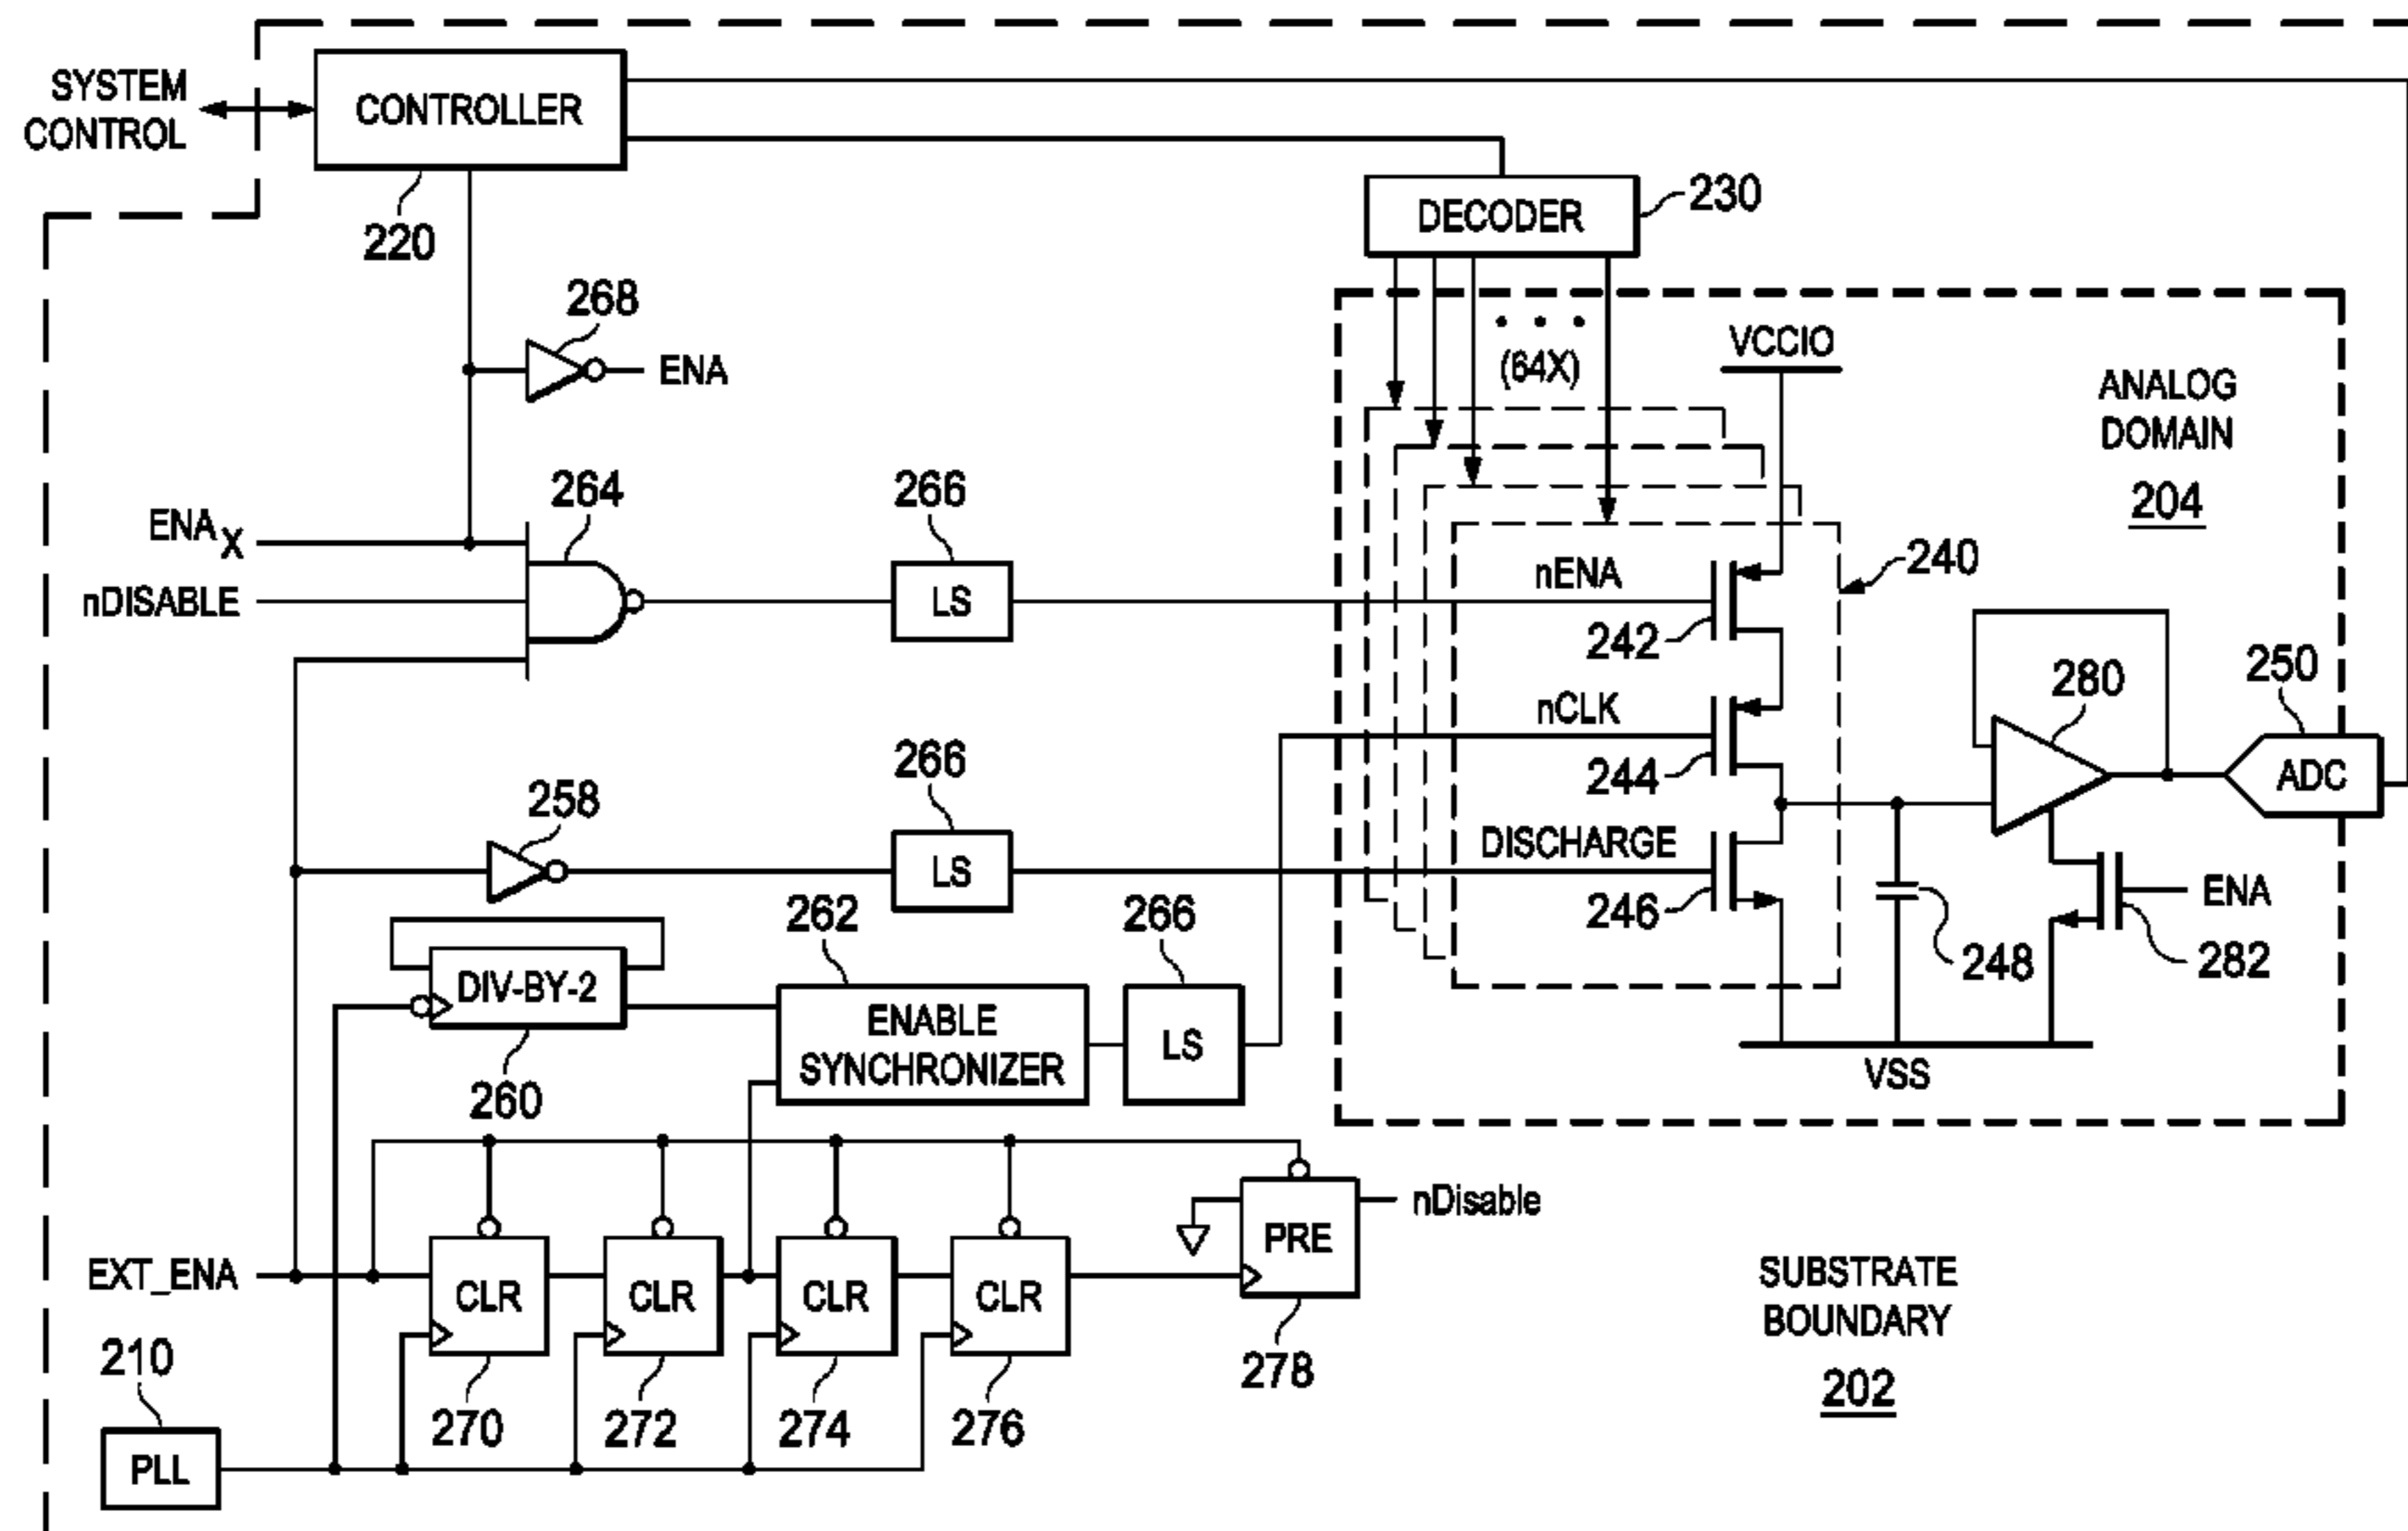 SYSTEM
CONTROL
CONTROLLER
220
DECODER
230
268
ENA
• • •
(64X)
VCCIO
ANALOG
DOMAIN
204
ENA X
264
266
nDISABLE
LS
nENA
242
240
nCLK
244
280
250
ADC
258
266
LS
DISCHARGE
246
248
ENA
282
DIV-BY-2
260
262
ENABLE
SYNCHRONIZER
266
LS
VSS
EXT_ENA
CLR
CLR
CLR
CLR
PRE
nDisable
270
272
274
276
278
210
PLL
SUBSTRATE
BOUNDARY
202